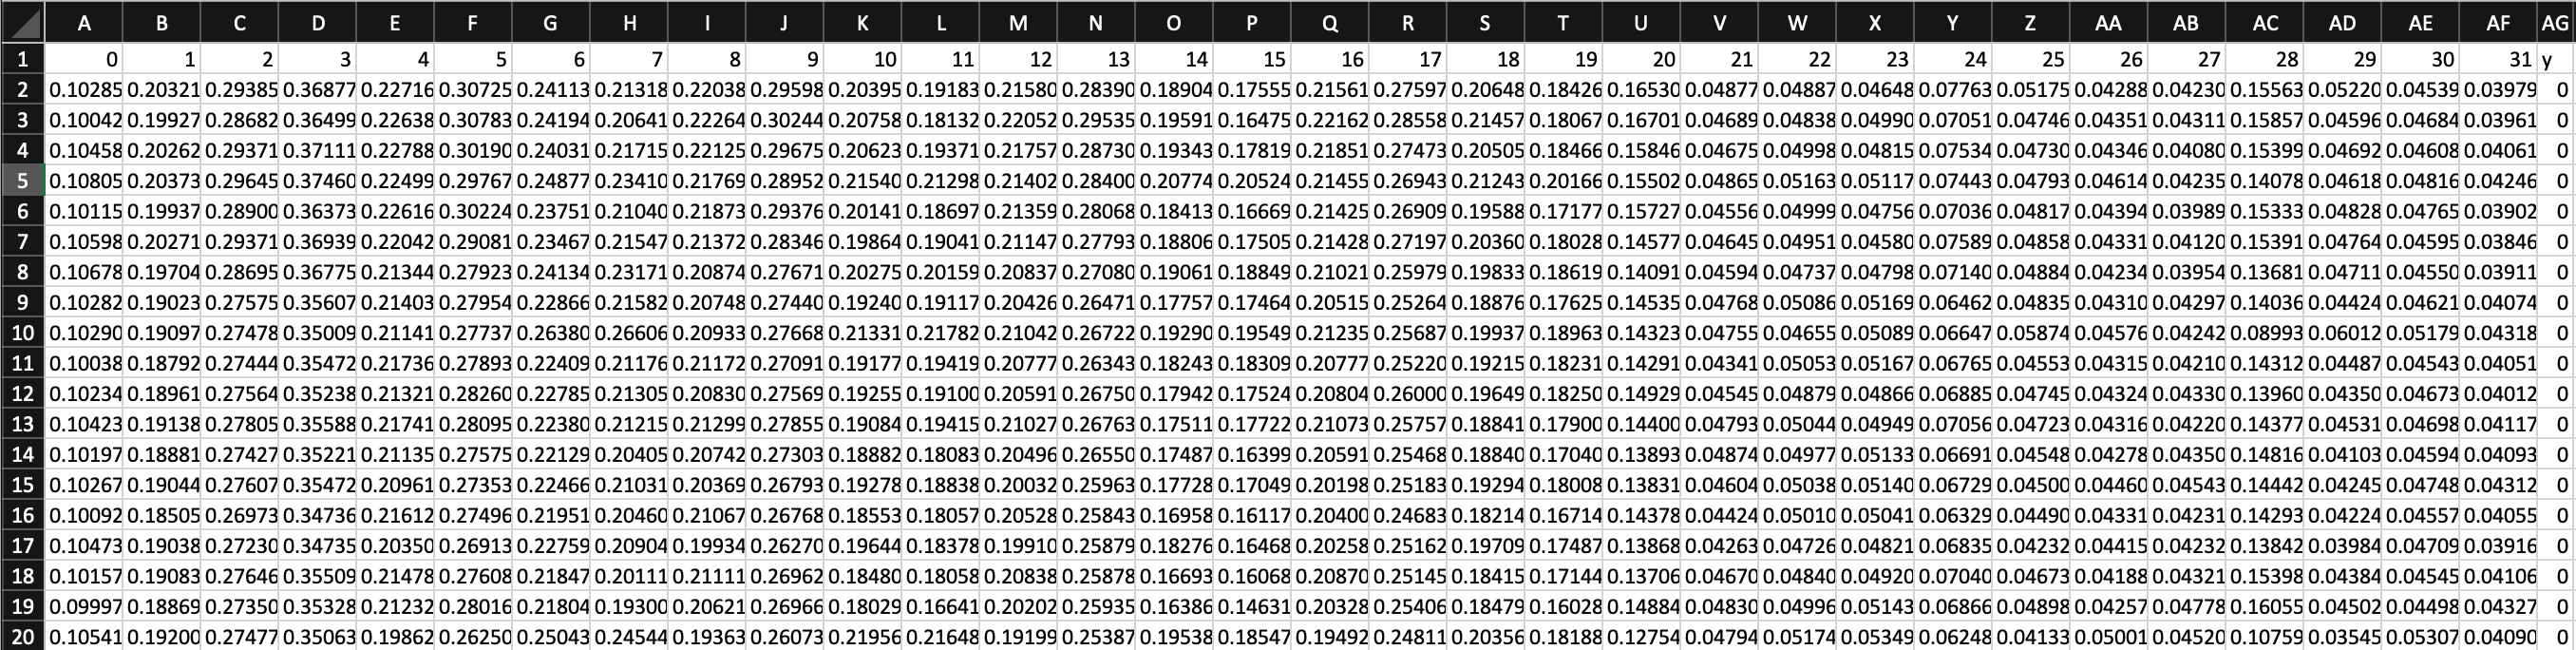 A B C D E F G H I J K L M N O P Q R S T U V W X Y Z AA AB AC AD AE AF AG
1 0 1 2 3 4 5 6 7 8 9 10 11 12 13 14 15 16 17 18 19 20 21 22 23 24 25 26 27 28 29 30 31 y
2 0.10285 0.20321 0.29385 0.36877 0.22716 0.30725 0.24113 0.21318 0.22038 0.29598 0.20395 0.19183 0.21580 0.28390 0.18904 0.17555 0.21561 0.27597 0.20648 0.18426 0.16530 0.04877 0.04887 0.04648 0.07763 0.05175 0.04288 0.04230 0.15563 0.05220 0.04539 0.03979 0
3 0.10042 0.19927 0.28682 0.36499 0.22638 0.30783 0.24194 0.20641 0.22264 0.30244 0.20758 0.18132 0.22052 0.29535 0.19591 0.16475 0.22162 0.28558 0.21457 0.18067 0.16701 0.04689 0.04838 0.04990 0.07051 0.04746 0.04351 0.04311 0.15857 0.04596 0.04684 0.03961 0
4 0.10458 0.20262 0.29371 0.37111 0.22788 0.30190 0.24031 0.21715 0.22125 0.29675 0.20623 0.19371 0.21757 0.28730 0.19343 0.17819 0.21851 0.27473 0.20505 0.18466 0.15846 0.04675 0.04998 0.04815 0.07534 0.04730 0.04346 0.04080 0.15399 0.04692 0.04608 0.04061 0
5 0.10805 0.20373 0.29645 0.37460 0.22499 0.29767 0.24877 0.23410 0.21769 0.28952 0.21540 0.21298 0.21402 0.28400 0.20774 0.20524 0.21455 0.26943 0.21243 0.20166 0.15502 0.04865 0.05163 0.05117 0.07443 0.04793 0.04614 0.04235 0.14078 0.04618 0.04816 0.04246 0
6 0.10115 0.19937 0.28900 0.36373 0.22616 0.30224 0.23751 0.21040 0.21873 0.29376 0.20141 0.18697 0.21359 0.28068 0.18413 0.16669 0.21425 0.26909 0.19588 0.17177 0.15727 0.04556 0.04999 0.04756 0.07036 0.04817 0.04394 0.03989 0.15333 0.04828 0.04765 0.03902 0
7 0.10598 0.20271 0.29371 0.36939 0.22042 0.29081 0.23467 0.21547 0.21372 0.28346 0.19864 0.19041 0.21147 0.27793 0.18806 0.17505 0.21428 0.27197 0.20360 0.18028 0.14577 0.04645 0.04951 0.04580 0.07589 0.04858 0.04331 0.04120 0.15391 0.04764 0.04595 0.03846 0
8 0.10678 0.19704 0.28695 0.36775 0.21344 0.27923 0.24134 0.23171 0.20874 0.27671 0.20275 0.20159 0.20837 0.27080 0.19061 0.18849 0.21021 0.25979 0.19833 0.18619 0.14091 0.04594 0.04737 0.04798 0.07140 0.04884 0.04234 0.03954 0.13681 0.04711 0.04550 0.03911 0
9 0.10282 0.19023 0.27575 0.35607 0.21403 0.27954 0.22866 0.21582 0.20748 0.27440 0.19240 0.19117 0.20426 0.26471 0.17757 0.17464 0.20515 0.25264 0.18876 0.17625 0.14535 0.04768 0.05086 0.05169 0.06462 0.04835 0.04310 0.04297 0.14036 0.04424 0.04621 0.04074 0
10 0.10290 0.19097 0.27478 0.35009 0.21141 0.27737 0.26380 0.26606 0.20933 0.27668 0.21331 0.21782 0.21042 0.26722 0.19290 0.19549 0.21235 0.25687 0.19937 0.18963 0.14323 0.04755 0.04655 0.05089 0.06647 0.05874 0.04576 0.04242 0.08993 0.06012 0.05179 0.04318 0
11 0.10038 0.18792 0.27444 0.35472 0.21736 0.27893 0.22409 0.21176 0.21172 0.27091 0.19177 0.19419 0.20777 0.26343 0.18243 0.18309 0.20777 0.25220 0.19215 0.18231 0.14291 0.04341 0.05053 0.05167 0.06765 0.04553 0.04315 0.04210 0.14312 0.04487 0.04543 0.04051 0
12 0.10234 0.18961 0.27564 0.35238 0.21321 0.28260 0.22785 0.21305 0.20830 0.27569 0.19255 0.19100 0.20591 0.26750 0.17942 0.17524 0.20804 0.26000 0.19649 0.18250 0.14929 0.04545 0.04879 0.04866 0.06885 0.04745 0.04324 0.04330 0.13960 0.04350 0.04673 0.04012 0
13 0.10423 0.19138 0.27805 0.35588 0.21741 0.28095 0.22380 0.21215 0.21299 0.27855 0.19084 0.19415 0.21027 0.26763 0.17511 0.17722 0.21073 0.25757 0.18841 0.17900 0.14400 0.04793 0.05044 0.04949 0.07056 0.04723 0.04316 0.04220 0.14377 0.04531 0.04698 0.04117 0
14 0.10197 0.18881 0.27427 0.35221 0.21135 0.27575 0.22129 0.20405 0.20742 0.27303 0.18882 0.18083 0.20496 0.26550 0.17487 0.16399 0.20591 0.25468 0.18840 0.17040 0.13893 0.04874 0.04977 0.05133 0.06691 0.04548 0.04278 0.04350 0.14816 0.04103 0.04594 0.04093 0
15 0.10267 0.19044 0.27607 0.35472 0.20961 0.27353 0.22466 0.21031 0.20369 0.26793 0.19278 0.18838 0.20032 0.25963 0.17728 0.17049 0.20198 0.25183 0.19294 0.18008 0.13831 0.04604 0.05038 0.05140 0.06729 0.04500 0.04460 0.04543 0.14442 0.04245 0.04748 0.04312 0
16 0.10092 0.18505 0.26973 0.34736 0.21612 0.27496 0.21951 0.20460 0.21067 0.26768 0.18553 0.18057 0.20528 0.25843 0.16958 0.16117 0.20400 0.24683 0.18214 0.16714 0.14378 0.04424 0.05010 0.05041 0.06329 0.04490 0.04331 0.04231 0.14293 0.04224 0.04557 0.04055 0
17 0.10473 0.19038 0.27230 0.34735 0.20350 0.26913 0.22759 0.20904 0.19934 0.26270 0.19644 0.18378 0.19910 0.25879 0.18276 0.16468 0.20258 0.25162 0.19709 0.17487 0.13868 0.04263 0.04726 0.04821 0.06835 0.04232 0.04415 0.04232 0.13842 0.03984 0.04709 0.03916 0
18 0.10157 0.19083 0.27646 0.35509 0.21478 0.27608 0.21847 0.20111 0.21111 0.26962 0.18480 0.18058 0.20838 0.25878 0.16693 0.16068 0.20870 0.25145 0.18415 0.17144 0.13706 0.04670 0.04840 0.04920 0.07040 0.04673 0.04188 0.04321 0.15398 0.04384 0.04545 0.04106 0
19 0.09997 0.18869 0.27350 0.35328 0.21232 0.28016 0.21804 0.19300 0.20621 0.26966 0.18029 0.16641 0.20202 0.25935 0.16386 0.14631 0.20328 0.25406 0.18479 0.16028 0.14884 0.04830 0.04996 0.05143 0.06866 0.04898 0.04257 0.04778 0.16055 0.04502 0.04498 0.04327 0
20 0.10541 0.19200 0.27477 0.35063 0.19862 0.26250 0.25043 0.24544 0.19363 0.26073 0.21956 0.21648 0.19199 0.25387 0.19538 0.18547 0.19492 0.24811 0.20356 0.18188 0.12754 0.04794 0.05174 0.05349 0.06248 0.04133 0.05001 0.04520 0.10759 0.03545 0.05307 0.04090 0